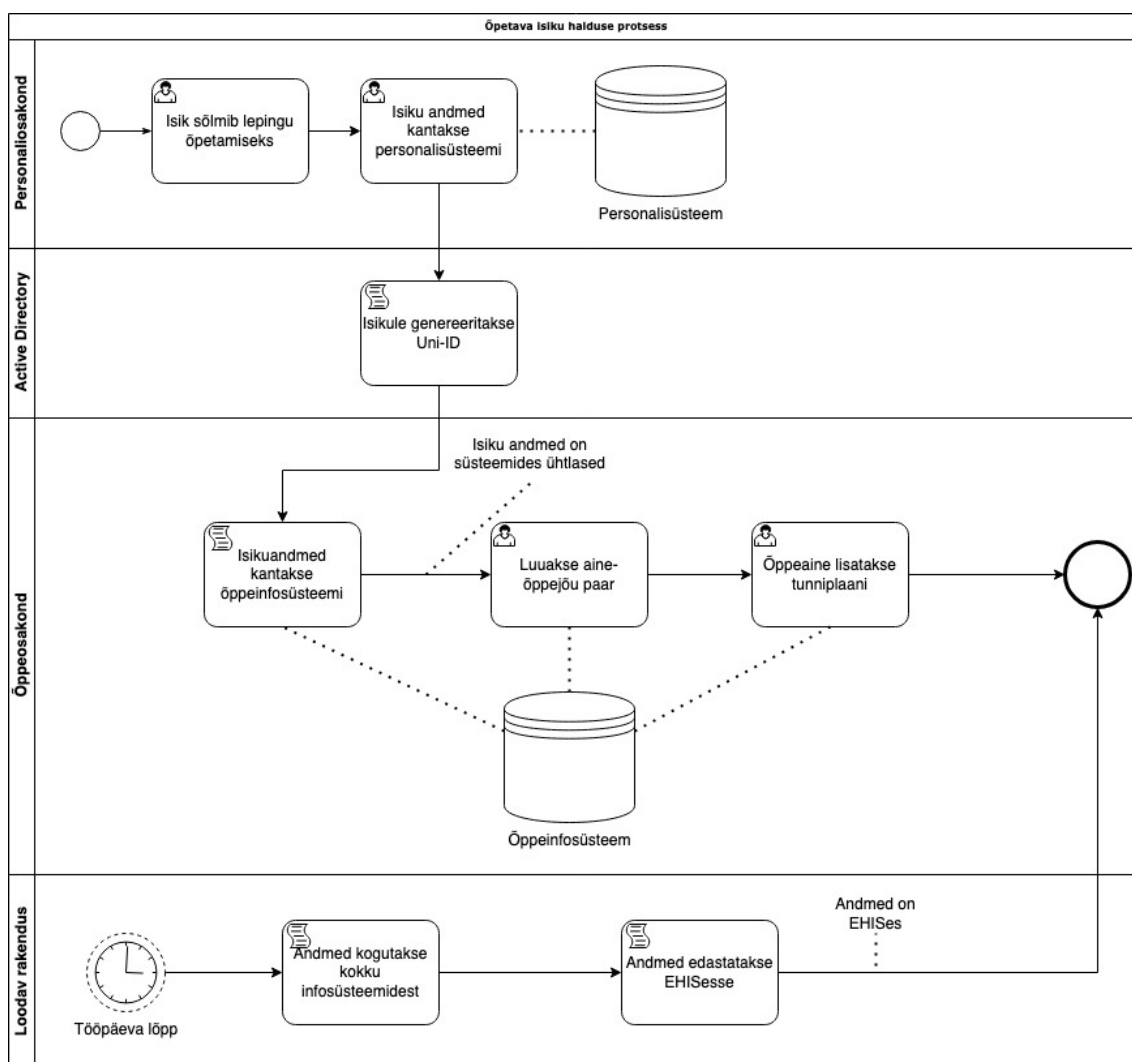 Õpetava isiku halduse protsess
Personaliosakond
Isik sõlmib lepingu
õpetamiseks
Isiku andmed
kantakse
personalisüsteemi
Personalisüsteem
Active Directory
Isikule genereeritakse
Uni-ID
Õppeosakond
Isiku andmed on
süsteemides ühtlased
Isikuandmed
kantakse
õppeinfosüsteemi
Luuakse aine-
õppejõu paar
Õppeaine lisatakse
tunniplaani
Õppeinfosüsteem
Loodav rakendus
Tööpäeva lõpp
Andmed kogutakse
kokku
infosüsteemidest
Andmed edastatakse
EHISesse
Andmed on
EHISes